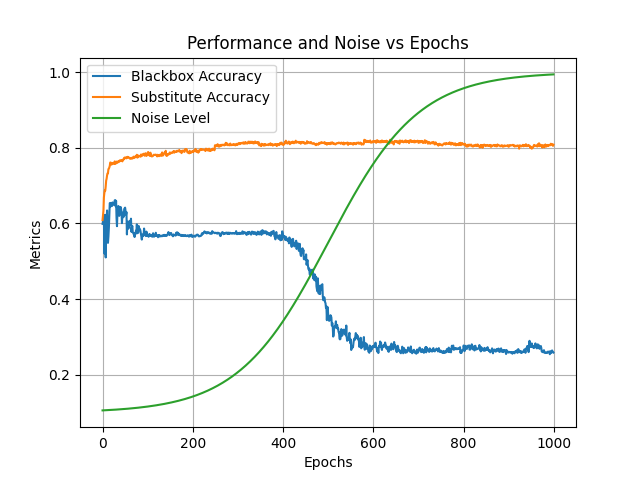 Performance and Noise vs Epochs
Blackbox Accuracy
Substitute Accuracy
Noise Level
Metrics
1.0
0.8
0.6
0.4
0.2
0 200 400 600 800 1000
Epochs